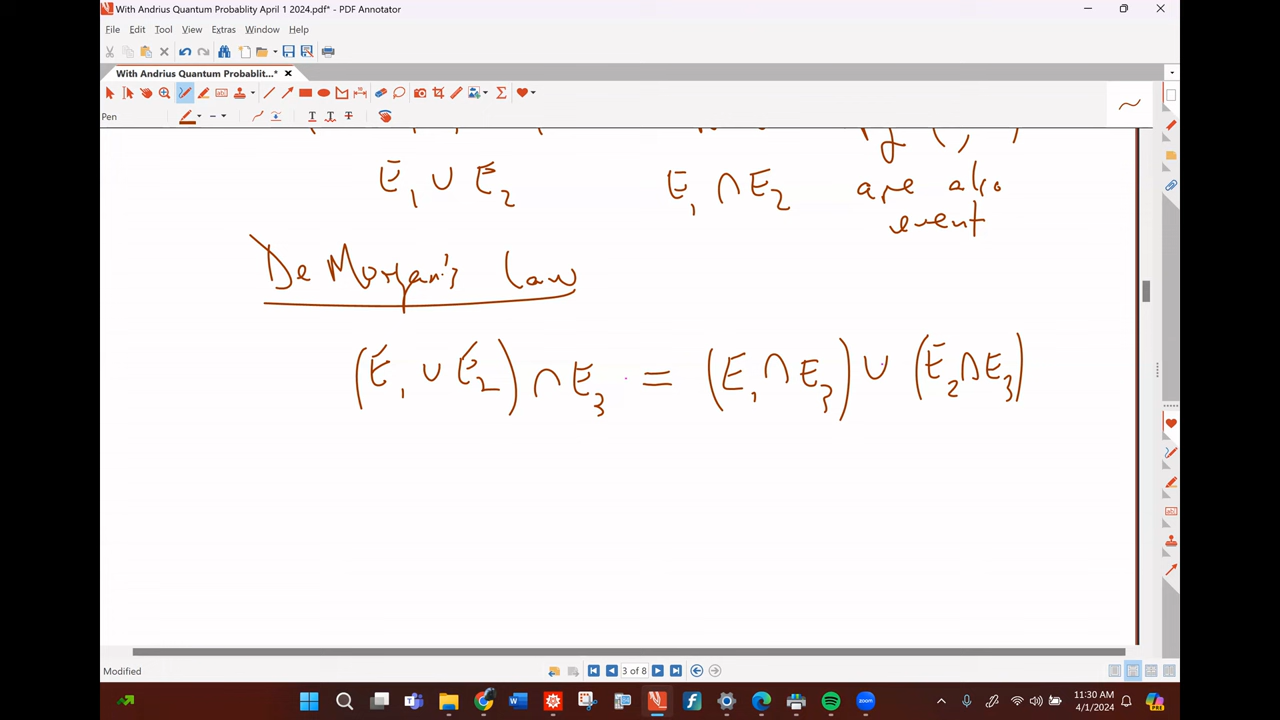 With Andrius Quantum Probablity April 1 2024.pdf* - PDF Annotator
File Edit Tool View Extras Window Help
With Andrius Quantum Probablit...*
Pen
E₁ ∪ E₂ E₁ ∩ E₂ are also
event
De Morgan's Law
(E₁ ∪ E₂) ∩ E₃ = (E₁ ∩ E₃) ∪ (E₂ ∩ E₃)
Modified 3 of 8
11:30 AM
4/1/2024